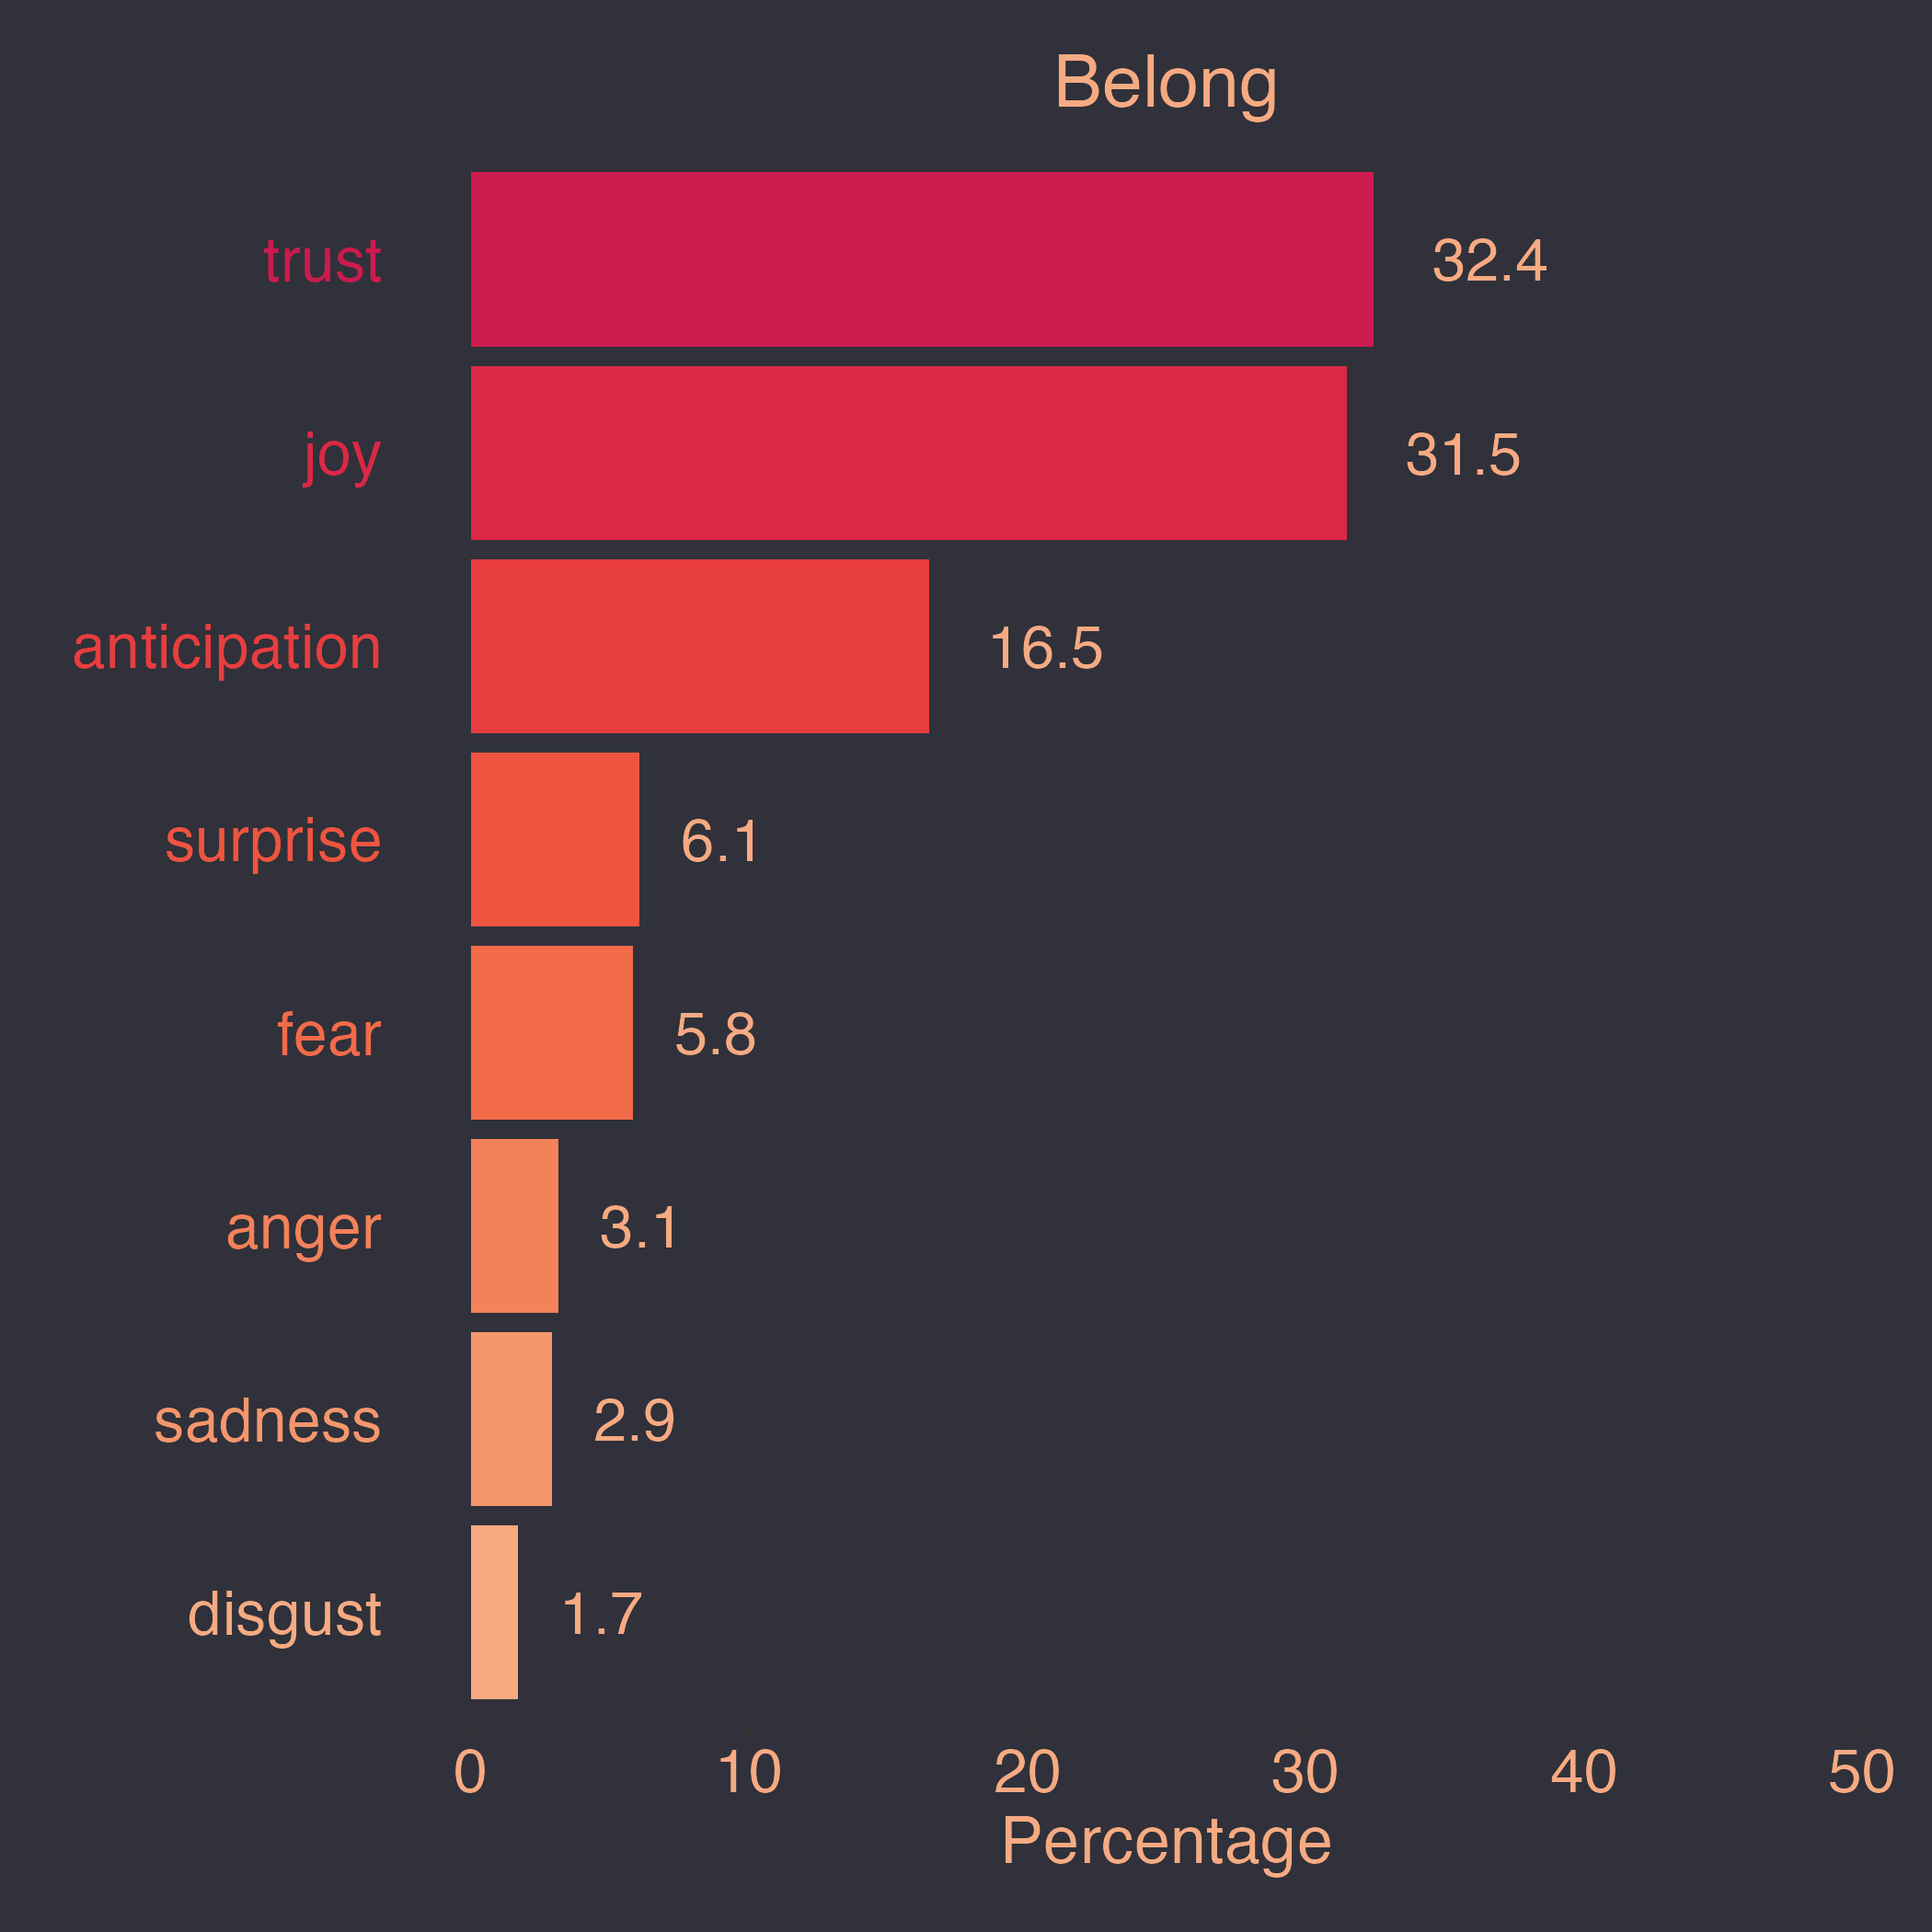 Belong
trust 32.4
joy 31.5
anticipation 16.5
surprise 6.1
fear 5.8
anger 3.1
sadness 2.9
disgust 1.7
0 10 20 30 40 50
Percentage